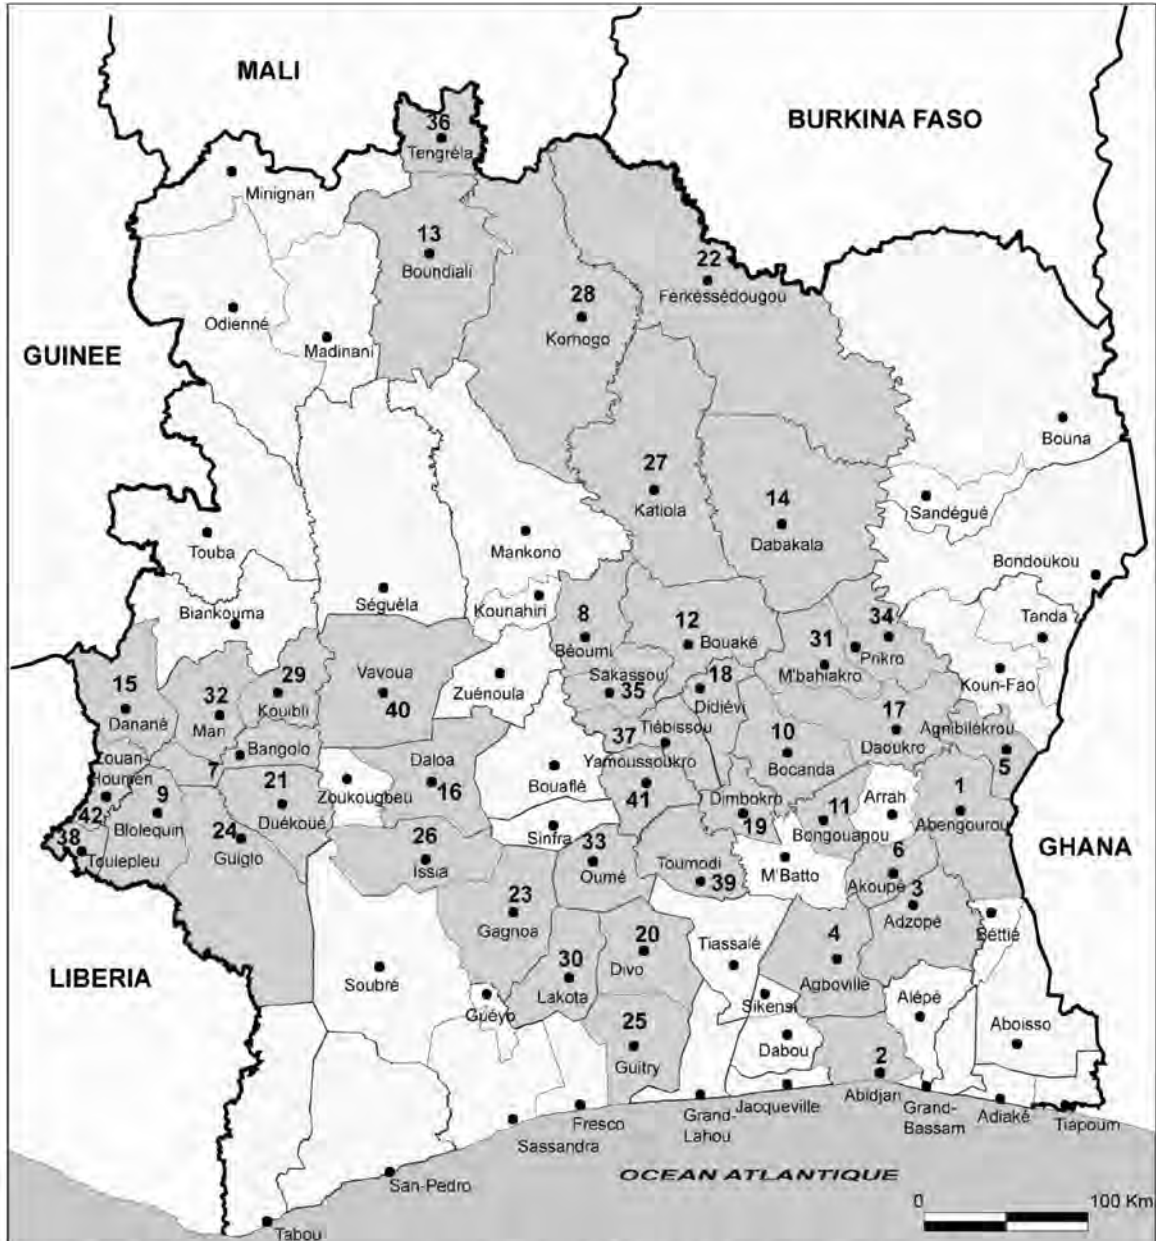 MALI
BURKINA FASO
36
Tengréla
Minignan
13
Boundiali
22
Ferkéssédougou
28
Korhogo
Odienné
Madinani
GUINEE
Bouna
27
Katiola
14
Dabakala
Sandégué
Touba
Mankono
Bondoukou
Séguéla
Kounahiri
Biankouma
8
Béoumi
12
Bouaké
31
M'bahiakro
34
Prikro
Tanda
Koun-Fao
15
Danané
32
Man
29
Kouibli
Vavoua
40
Zuénoula
Sakassou
35
18
Didiévi
17
Daoukro
Agnibilékrou
5
37
Tiébissou
10
Bocanda
Zouan
Hounien
42
7
Bangolo
Daloa
16
Yamoussoukro
41
Bouaflé
Zoukougbeu
21
Duékoué
9
Blolequin
Dimbokro
19
11
Bongouanou
Arrah
1
Abengourou
38
Toulepleu
24
Guiglo
26
Issia
Sinfra
33
Oumé
Toumodi
39
M'Batto
6
Akoupé
3
Adzopé
GHANA
23
Gagnoa
Bettié
20
Divo
Tiassalé
4
Agboville
LIBERIA
Soubré
30
Lakota
Guéyo
Sikensi
Alépé
25
Guitry
Dabou
Aboisso
2
Abidjan
Jacqueville
Grand-
Lahou
Grand-
Bassam
Adiaké
Tiapoum
Fresco
Sassandra
OCEAN ATLANTIQUE
San-Pedro
Tabou
0
100 Km